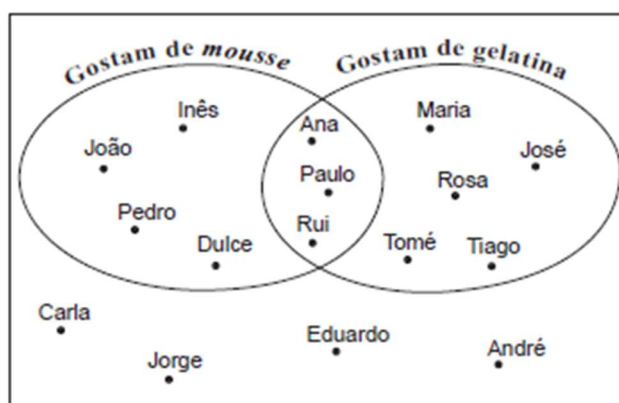 Gostam de mousse
Gostam de gelatina
Inês
Ana
Maria
João
José
Paulo
Rosa
Pedro
Rui
Dulce
Tomé
Tiago
Carla
Eduardo
Jorge
André